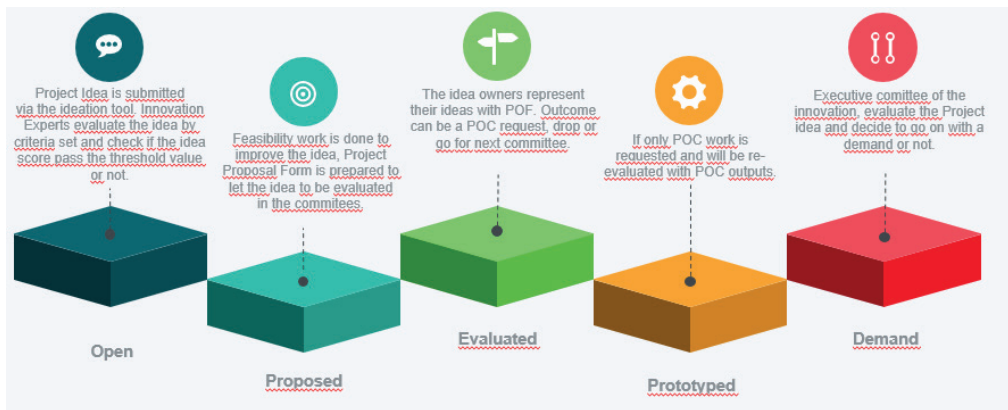 Project Idea is submitted
via the ideation tool. Innovation
Experts evaluate the idea by
criteria set and check if the idea
score pass the threshold value
or not.
Open
Feasibility work is done to
improve the idea, Project
Proposal Form is prepared to
let the idea to be evaluated
in the commitees.
Proposed
The idea owners represent
their ideas with POF. Outcome
can be a POC request, drop or
go for next committee.
Evaluated
If only POC work is
requested and will be re-
evaluated with POC outputs.
Prototyped
Executive comittee of the
innovation, evaluate the Project
idea and decide to go on with a
demand or not.
Demand